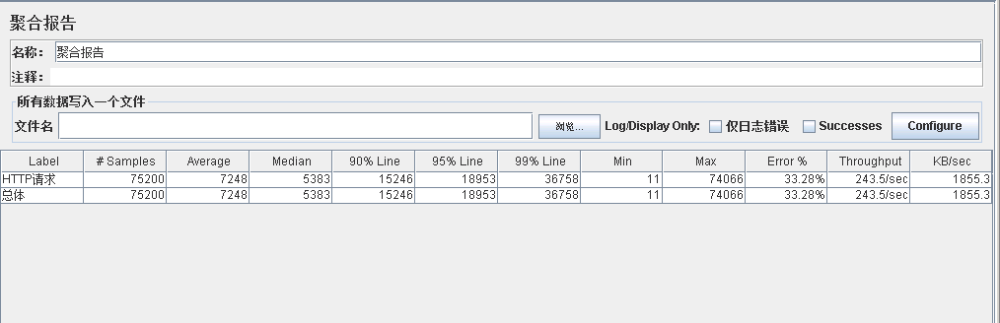 聚合报告
名称： 聚合报告
注释：
所有数据写入一个文件
文件名 浏览... Log/Display Only: 仅日志错误 Successes Configure
Label # Samples Average Median 90% Line 95% Line 99% Line Min Max Error % Throughput KB/sec
HTTP请求 75200 7248 5383 15246 18953 36758 11 74066 33.28% 243.5/sec 1855.3
总体 75200 7248 5383 15246 18953 36758 11 74066 33.28% 243.5/sec 1855.3